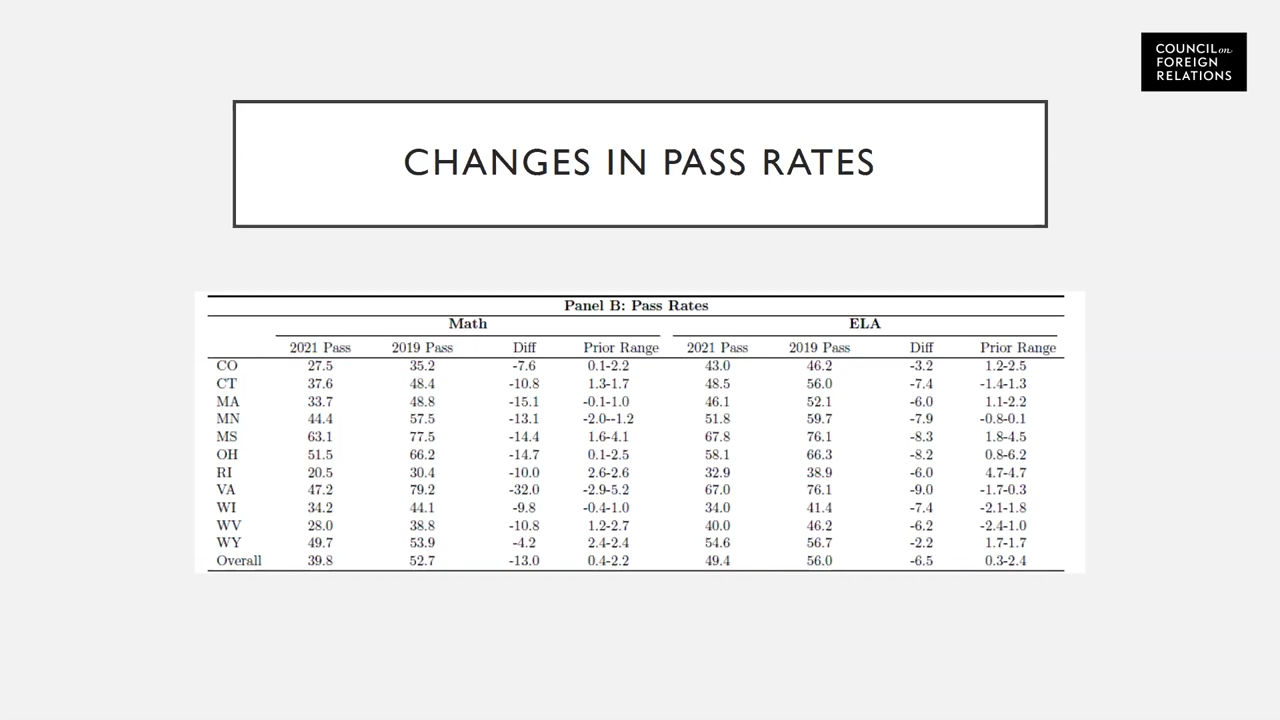 COUNCIL on
FOREIGN
RELATIONS
CHANGES IN PASS RATES
Panel B: Pass Rates
Math ELA
2021 Pass 2019 Pass Diff Prior Range 2021 Pass 2019 Pass Diff Prior Range
CO 27.5 35.2 -7.6 0.1-2.2 43.0 46.2 -3.2 1.2-2.5
CT 37.6 48.4 -10.8 1.3-1.7 48.5 56.0 -7.4 -1.4-1.3
MA 33.7 48.8 -15.1 -0.1-1.0 46.1 52.1 -6.0 1.1-2.2
MN 44.4 57.5 -13.1 -2.0--1.2 51.8 59.7 -7.9 -0.8-0.1
MS 63.1 77.5 -14.4 1.6-4.1 67.8 76.1 -8.3 1.8-4.5
OH 51.5 66.2 -14.7 0.1-2.5 58.1 66.3 -8.2 0.8-6.2
RI 20.5 30.4 -10.0 2.6-2.6 32.9 38.9 -6.0 4.7-4.7
VA 47.2 79.2 -32.0 -2.9-5.2 67.0 76.1 -9.0 -1.7-0.3
WI 34.2 44.1 -9.8 -0.4-1.0 34.0 41.4 -7.4 -2.1-1.8
WV 28.0 38.8 -10.8 1.2-2.7 40.0 46.2 -6.2 -2.4-1.0
WY 49.7 53.9 -4.2 2.4-2.4 54.6 56.7 -2.2 1.7-1.7
Overall 39.8 52.7 -13.0 0.4-2.2 49.4 56.0 -6.5 0.3-2.4